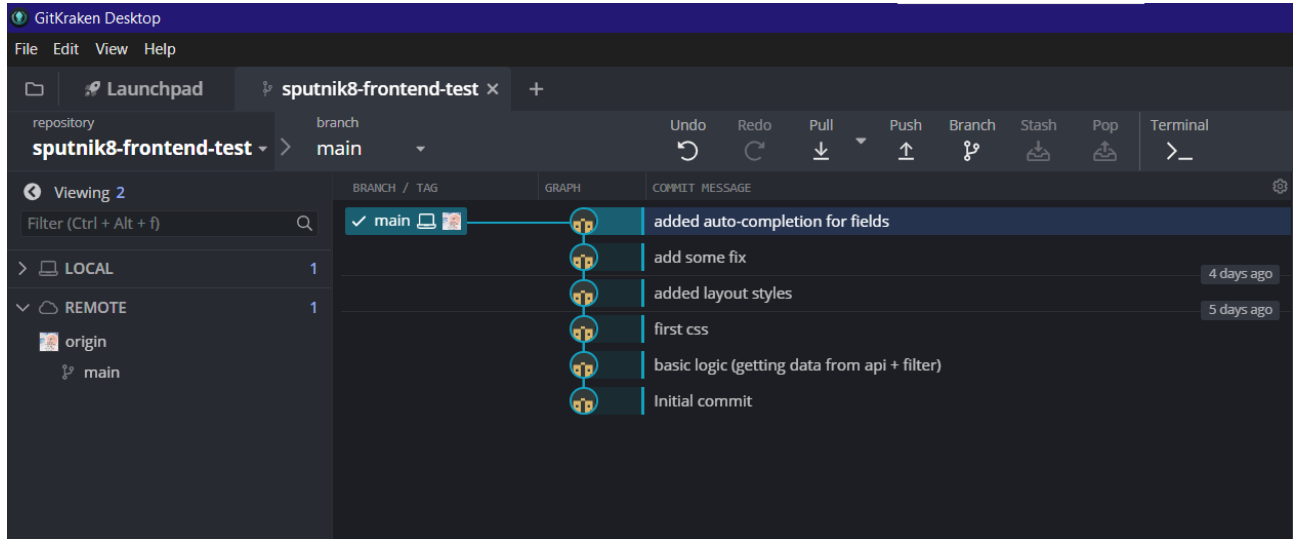 GitKraken Desktop
File Edit View Help
Launchpad sputnik8-frontend-test
repository branch Undo Redo Pull Push Branch Stash Pop Terminal
sputnik8-frontend-test main
Viewing 2 BRANCH / TAG GRAPH COMMIT MESSAGE
Filter (Ctrl + Alt + f) main added auto-completion for fields
add some fix
LOCAL 1 4 days ago
added layout styles
REMOTE 1 5 days ago
first css
origin
basic logic (getting data from api + filter)
main
Initial commit